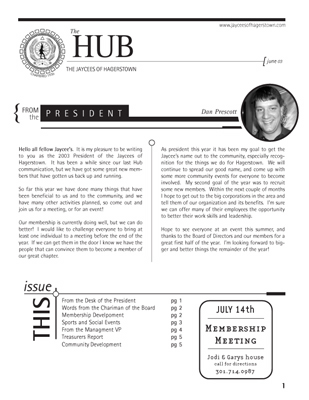 www.jayceesofhagerstown.com
The
HUB
THE JAYCEES OF HAGERSTOWN
june 03
FROM
the
PRESIDENT
Don Prescott
Hello all fellow Jaycee's. It is my pleasure to writing
to you as the 2003 President of the Jaycees of
Hagerstown. It has been a while since our last Hub
communication, but we have got some great new mem-
bers that have gotten us back up and running.
So far this year we have done many things that have
been beneficial to us and to the community, and we
have many other activities planned, so come out and
join us for a meeting, or for an event?
Our membership is currently doing well, but we can do
better! I would like to challenge everyone to bring at
least one individual to a meeting before the end of the
year. If we can get them in the door I know we have the
people that can convince them to become a member of
our great chapter.
As president this year it has been my goal to get the
Jaycee's name out to the community, especially recog-
nition for the things we do for Hagerstown. We will
continue to spread our good name, and come up with
some more community events for everyone to become
involved. My second goal of the year was to recruit
some new members. Within the next couple of months
I hope to get out to the big corporations in the area and
tell them of our organization and its benefits. I'm sure
we can offer many of their employees the opportunity
to better their work skills and leadership.
Hope to see everyone at an event this summer, and
thanks to the Board of Directors and our members for a
great first half of the year. I'm looking forward to big-
ger and better things the remainder of the year!
issue
THIS
From the Desk of the President pg 1
Words from the Chairman of the Board pg 2
Membership Development pg 2
Sports and Social Events pg 3
From the Managment VP pg 4
Treasurers Report pg 5
Community Development pg 5
JULY 14th
MEMBERSHIP
MEETING
Jodi & Garys house
call for directions
301.714.0987
1